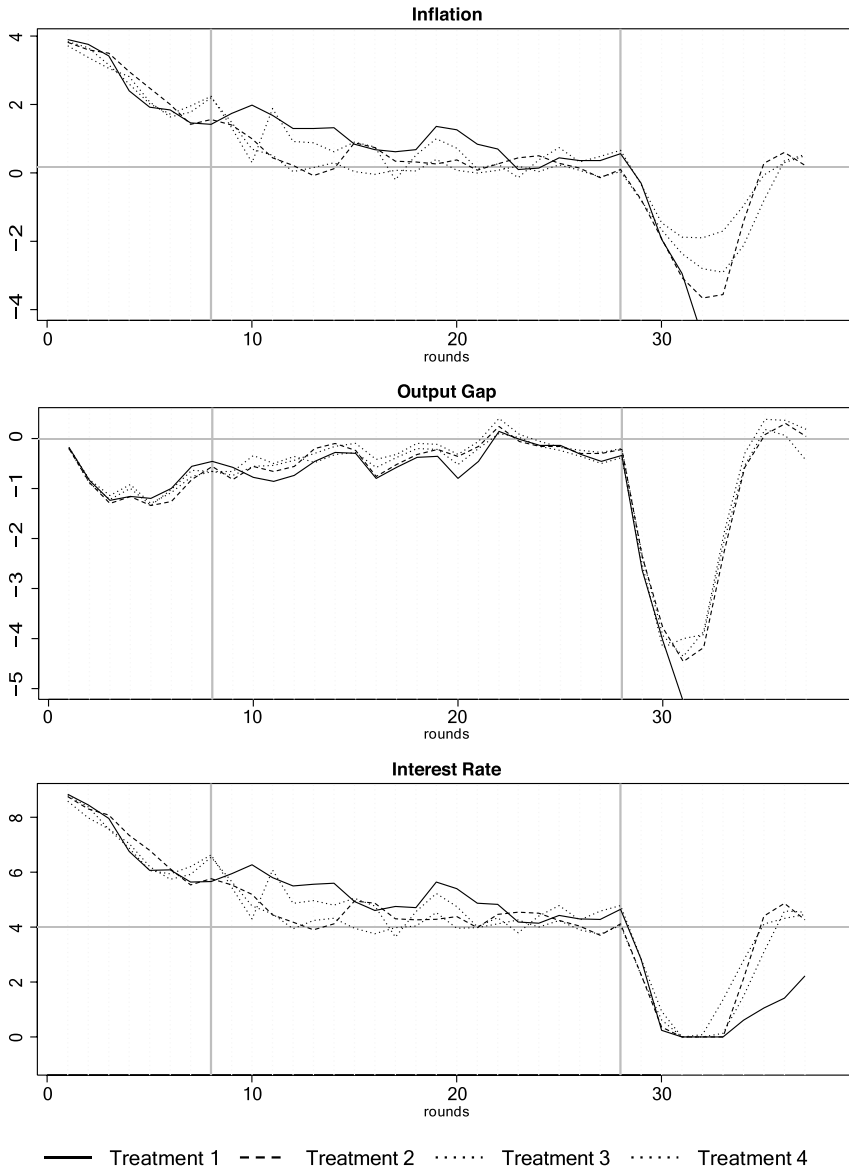 Inflation
4
2
0
−2
−4
0 10 20 30
rounds
Output Gap
0
−1
−2
−3
−4
−5
0 10 20 30
rounds
Interest Rate
8
6
4
2
0
0 10 20 30
rounds
Treatment 1 Treatment 2 Treatment 3 Treatment 4